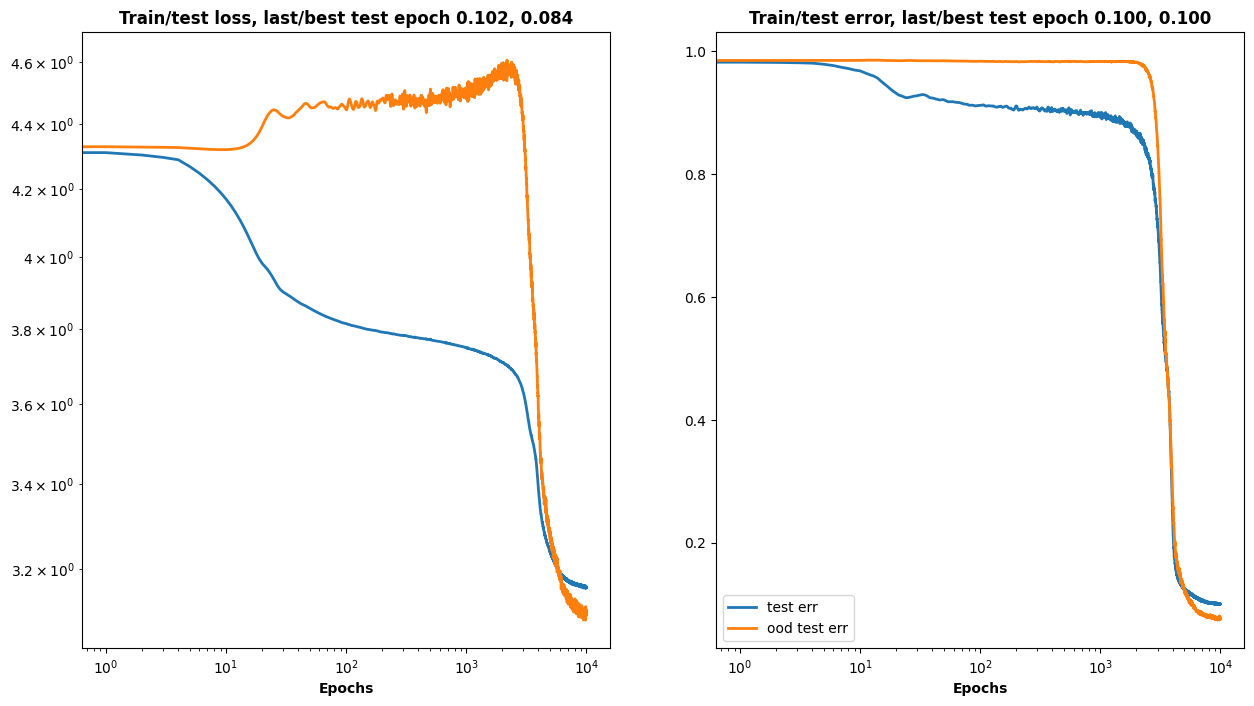 Train/test loss, last/best test epoch 0.102, 0.084
4.6 × 10⁰
4.4 × 10⁰
4.2 × 10⁰
4 × 10⁰
3.8 × 10⁰
3.6 × 10⁰
3.4 × 10⁰
3.2 × 10⁰
10⁰ 10¹ 10² 10³ 10⁴
Epochs
Train/test error, last/best test epoch 0.100, 0.100
1.0
0.8
0.6
0.4
0.2
test err
ood test err
10⁰ 10¹ 10² 10³ 10⁴
Epochs